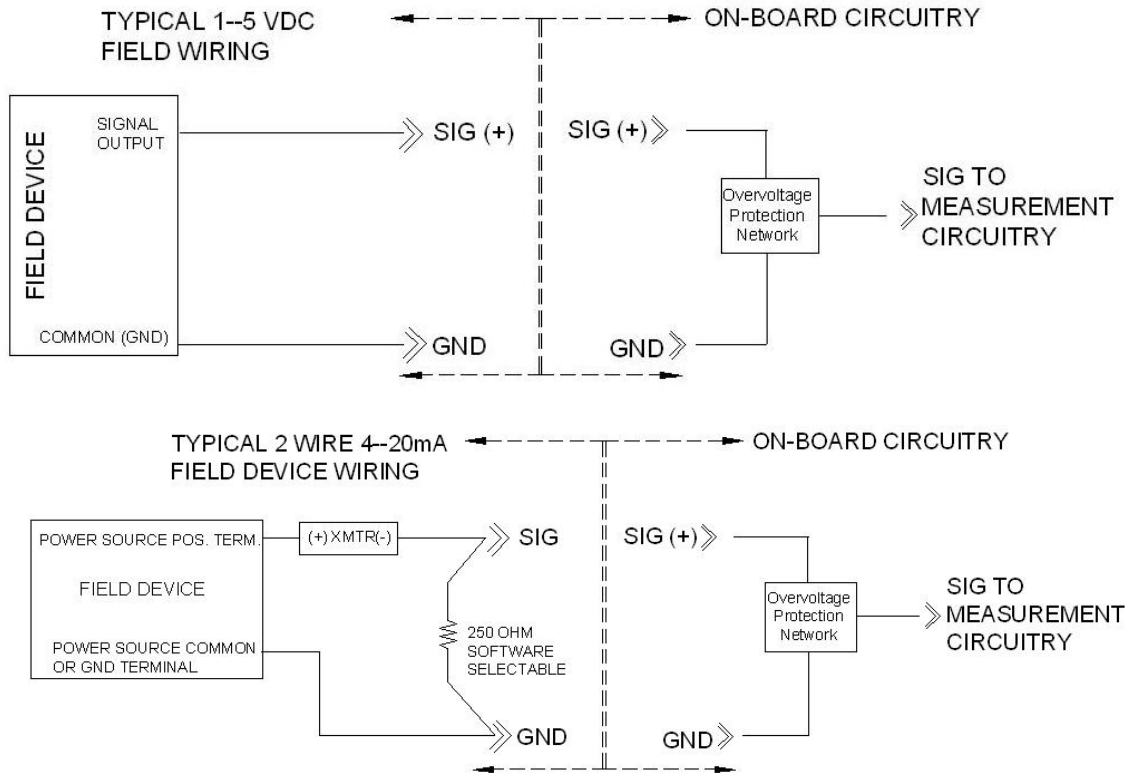 TYPICAL 1--5 VDC
FIELD WIRING
ON-BOARD CIRCUITRY
FIELD DEVICE
SIGNAL
OUTPUT
COMMON (GND)
SIG (+)
GND
SIG (+)
GND
Overvoltage
Protection
Network
SIG TO
MEASUREMENT
CIRCUITRY
TYPICAL 2 WIRE 4--20mA
FIELD DEVICE WIRING
ON-BOARD CIRCUITRY
POWER SOURCE POS. TERM.
FIELD DEVICE
POWER SOURCE COMMON
OR GND TERMINAL
(+) XMTR(-)
SIG
250 OHM
SOFTWARE
SELECTABLE
GND
SIG (+)
GND
Overvoltage
Protection
Network
SIG TO
MEASUREMENT
CIRCUITRY